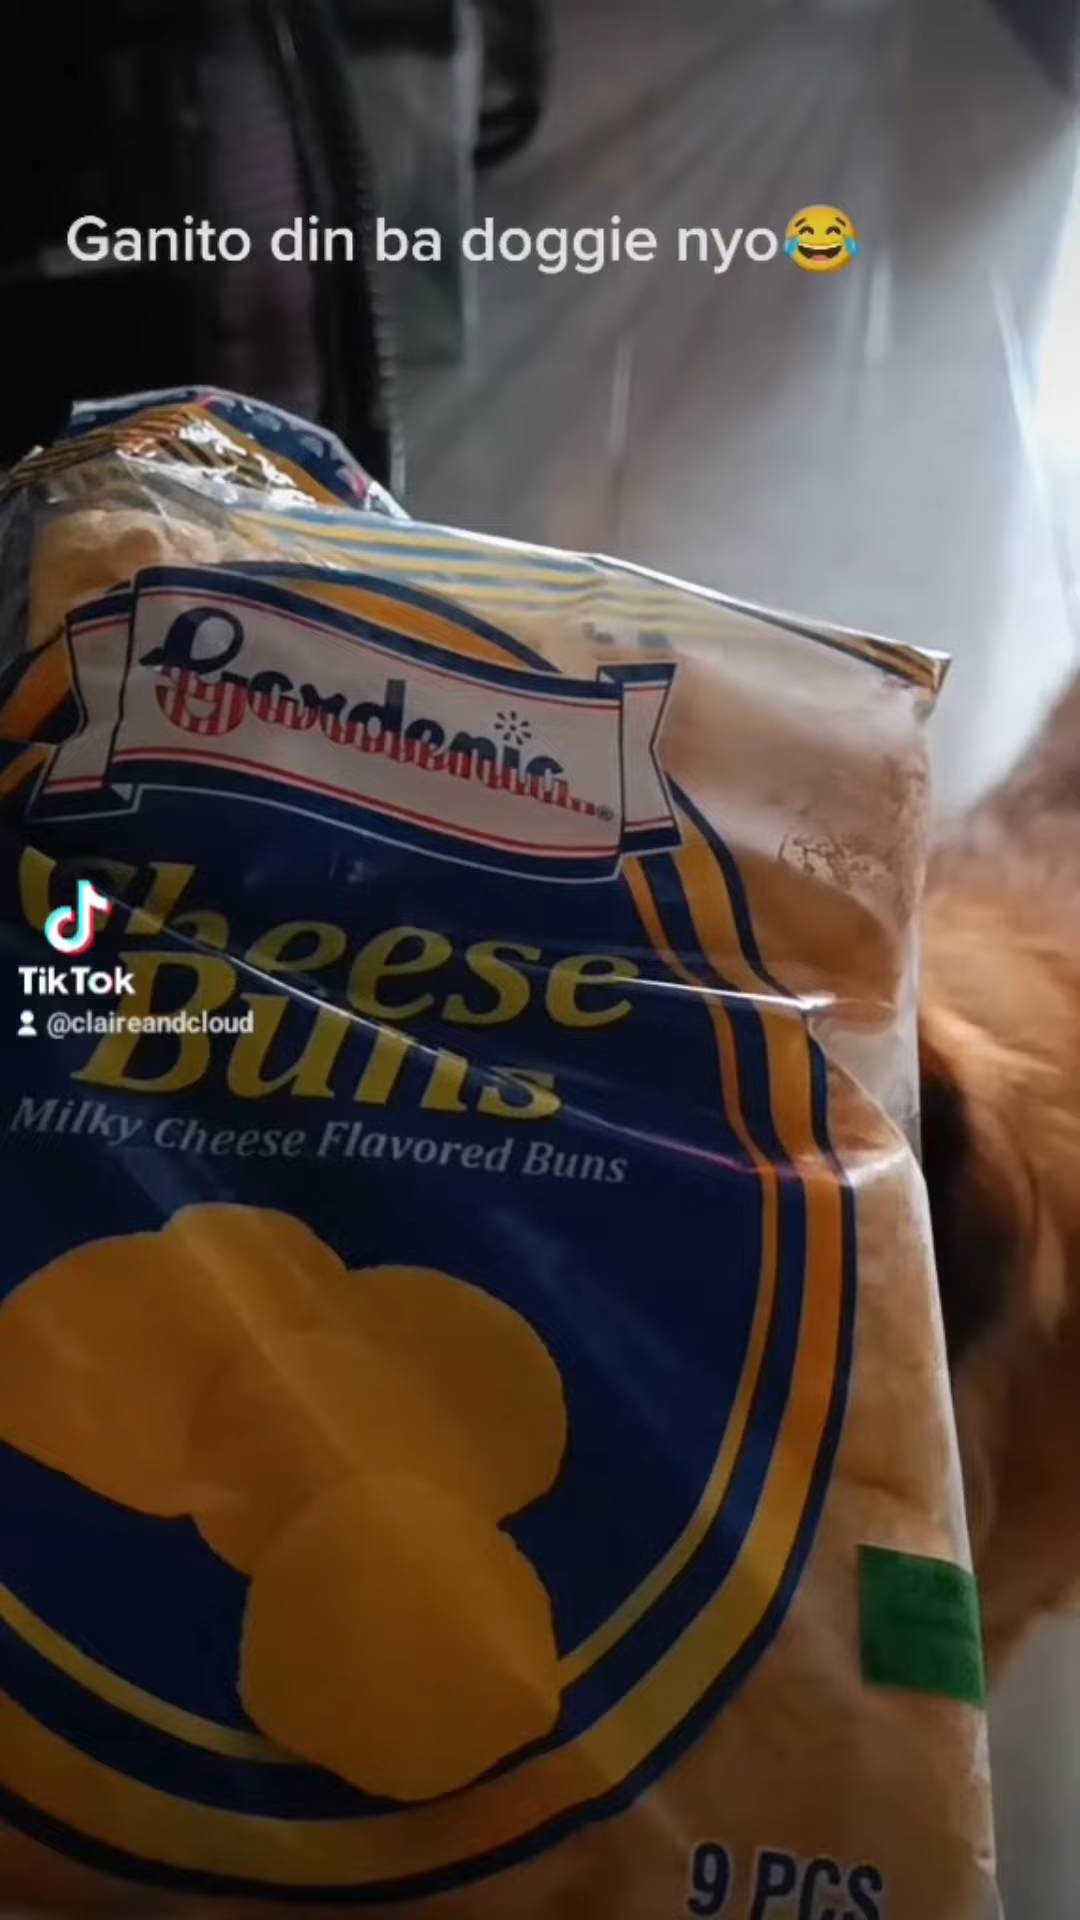 Ganito din ba doggie nyo😂
Gardenia
Cheese
Buns
Milky Cheese Flavored Buns
TikTok
@claireandcloud
9 PCS